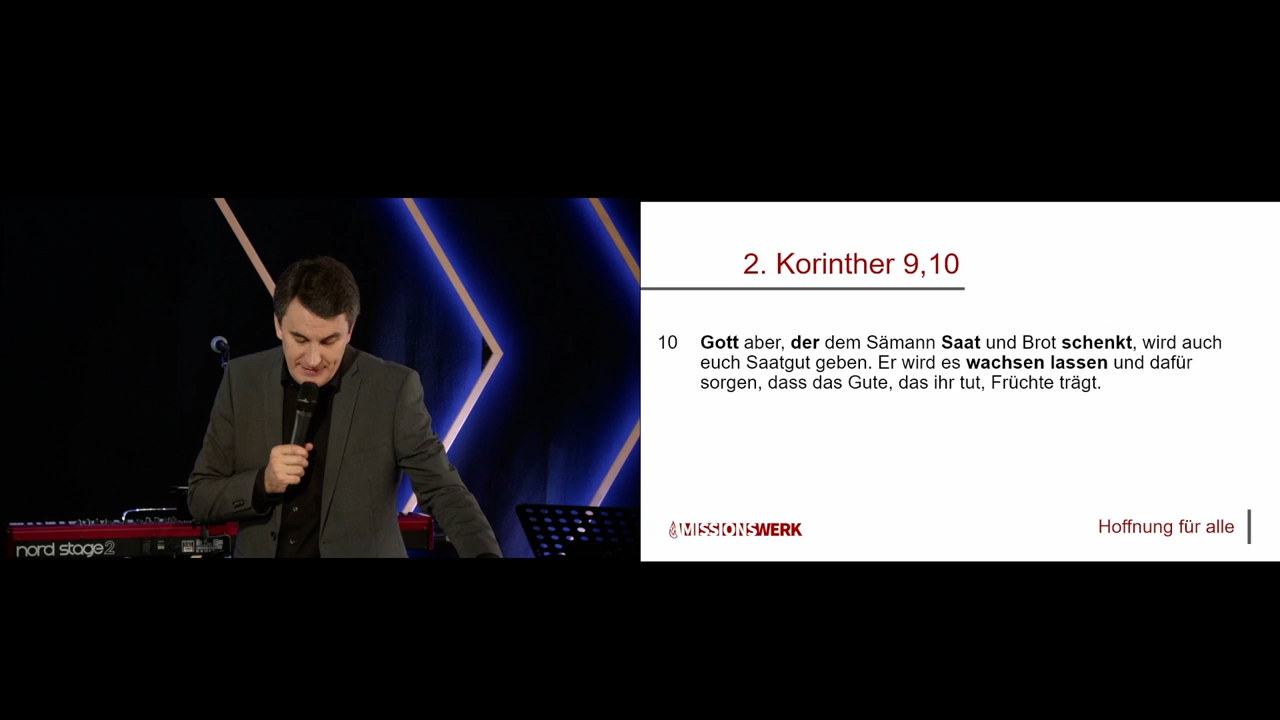 2. Korinther 9,10
10 Gott aber, der dem Sämann Saat und Brot schenkt, wird auch
euch Saatgut geben. Er wird es wachsen lassen und dafür
sorgen, dass das Gute, das ihr tut, Früchte trägt.
nord stage 2
MISSIONSWERK
Hoffnung für alle